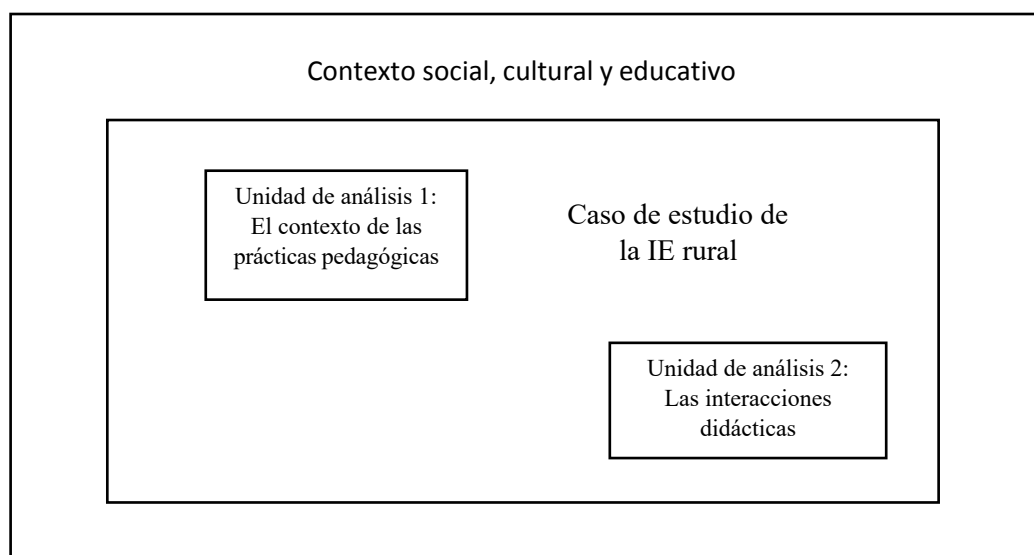 Contexto social, cultural y educativo
Unidad de análisis 1:
El contexto de las
prácticas pedagógicas
Caso de estudio de
la IE rural
Unidad de análisis 2:
Las interacciones
didácticas